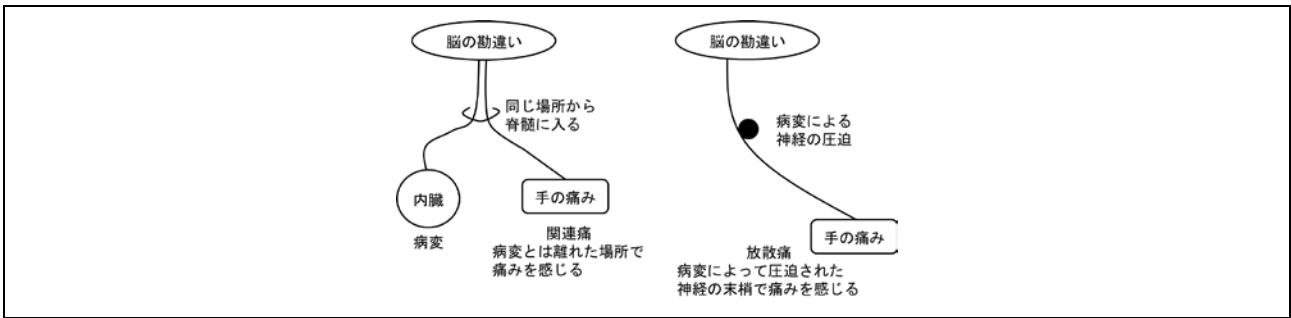 脳の勘違い
同じ場所から
脊髄に入る
内臓
病変
手の痛み
関連痛
病変とは離れた場所で
痛みを感じる
脳の勘違い
病変による
神経の圧迫
手の痛み
放散痛
病変によって圧迫された
神経の末梢で痛みを感じる